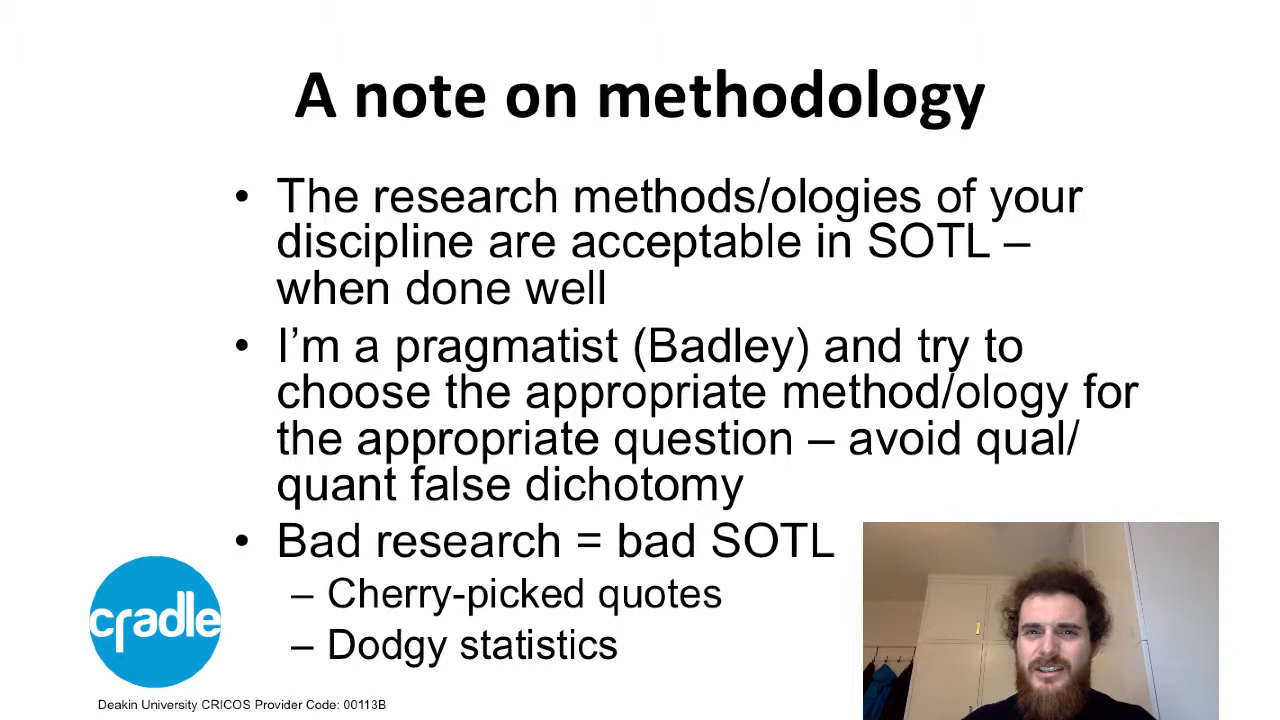 A note on methodology
• The research methods/ologies of your
discipline are acceptable in SOTL –
when done well
• I’m a pragmatist (Badley) and try to
choose the appropriate method/ology for
the appropriate question – avoid qual/
quant false dichotomy
• Bad research = bad SOTL
– Cherry-picked quotes
– Dodgy statistics
cradle
Deakin University CRICOS Provider Code: 00113B